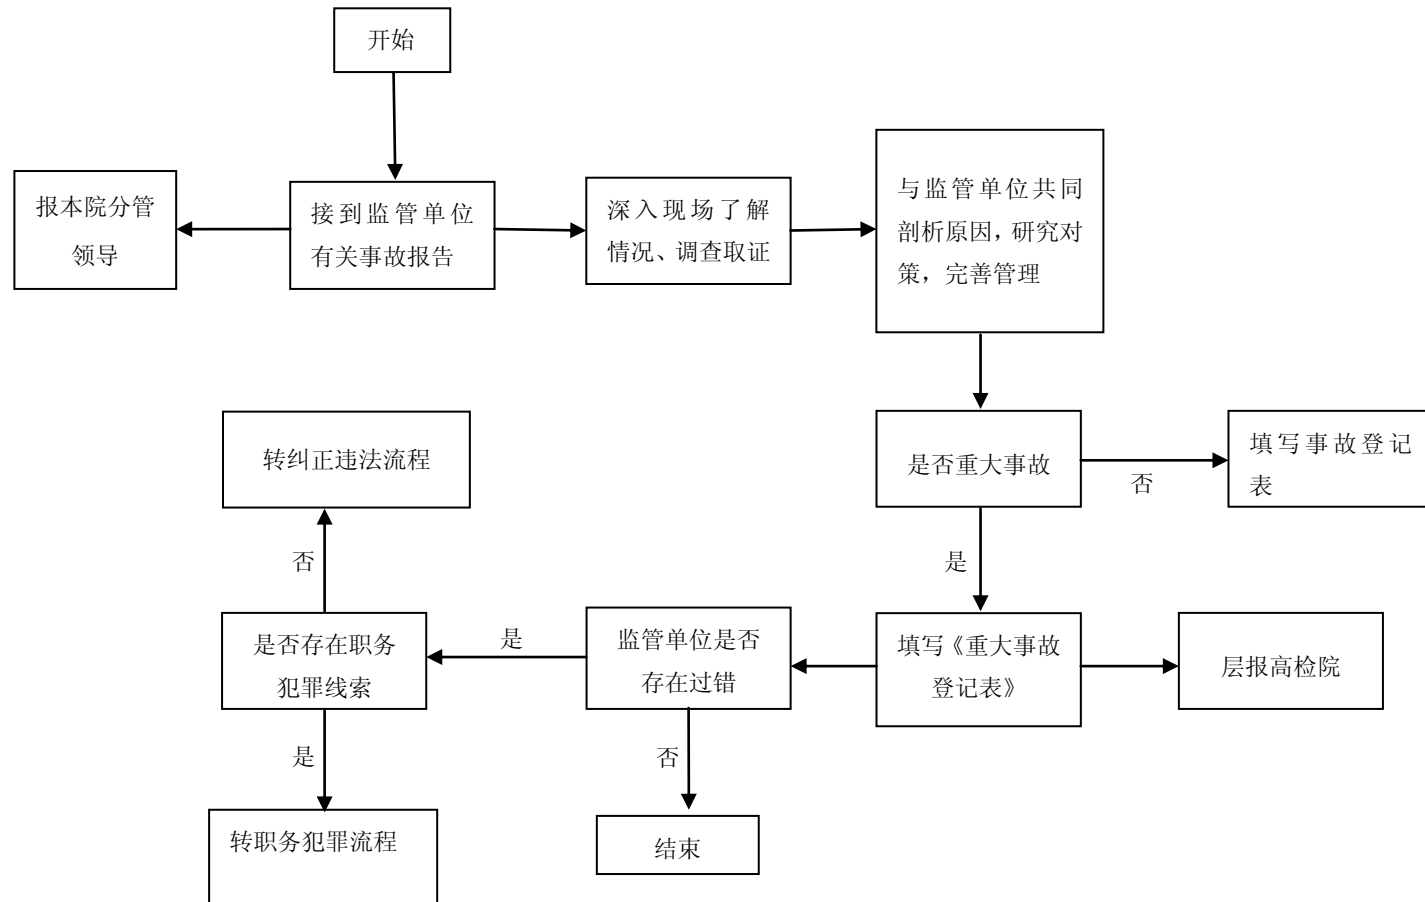 开始
报本院分管
领导
接到监管单位
有关事故报告
深入现场了解
情况、调查取证
与监管单位共同
剖析原因，研究对
策，完善管理
转纠正违法流程
是否重大事故
否
填写事故登记
表
否
是
是否存在职务
犯罪线索
是
监管单位是否
存在过错
填写《重大事故
登记表》
层报高检院
是
否
转职务犯罪流程
结束